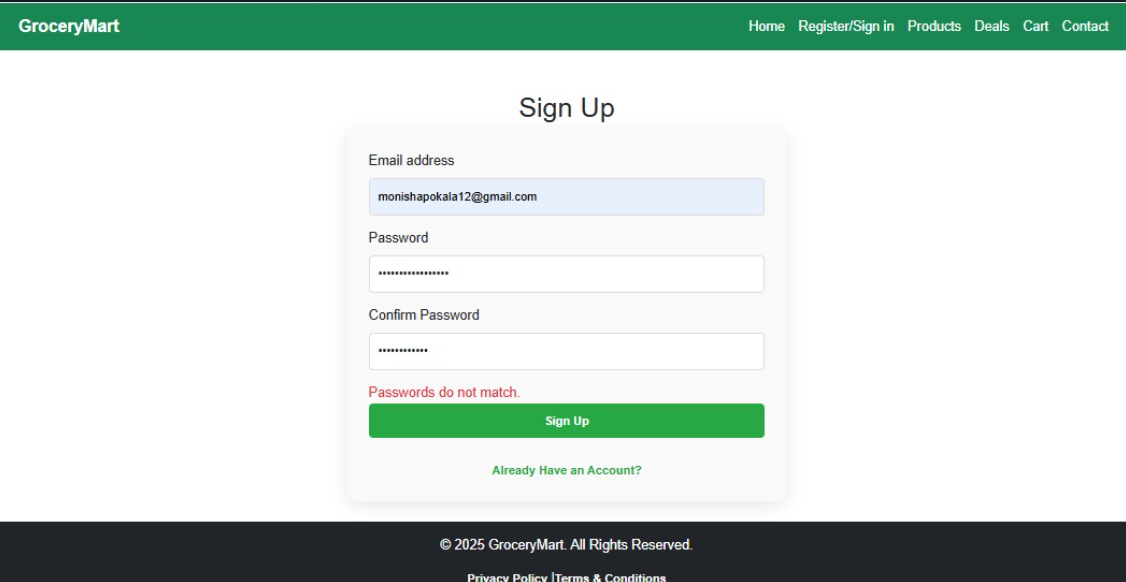 GroceryMart Home Register/Sign in Products Deals Cart Contact
Sign Up
Email address
monishapokala12@gmail.com
Password
•••••••••••••••••
Confirm Password
••••••••••••
Passwords do not match.
Sign Up
Already Have an Account?
© 2025 GroceryMart. All Rights Reserved.
Privacy Policy |Terms & Conditions